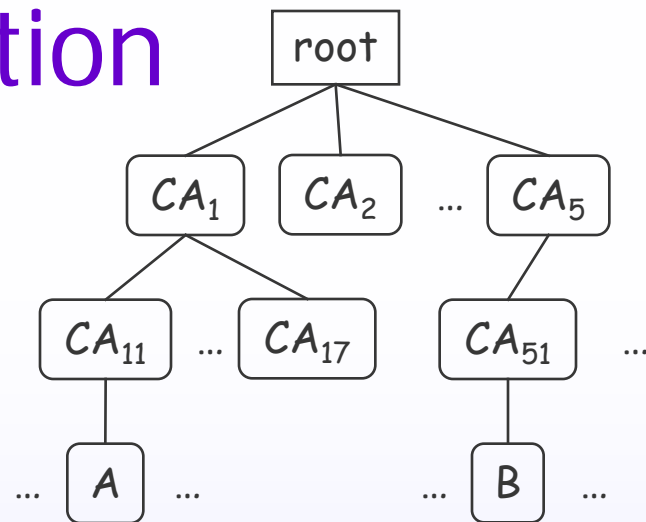 tion
root
CA₁ CA₂ ... CA₅
CA₁₁ ... CA₁₇ CA₅₁ ...
... A ... ... B ...